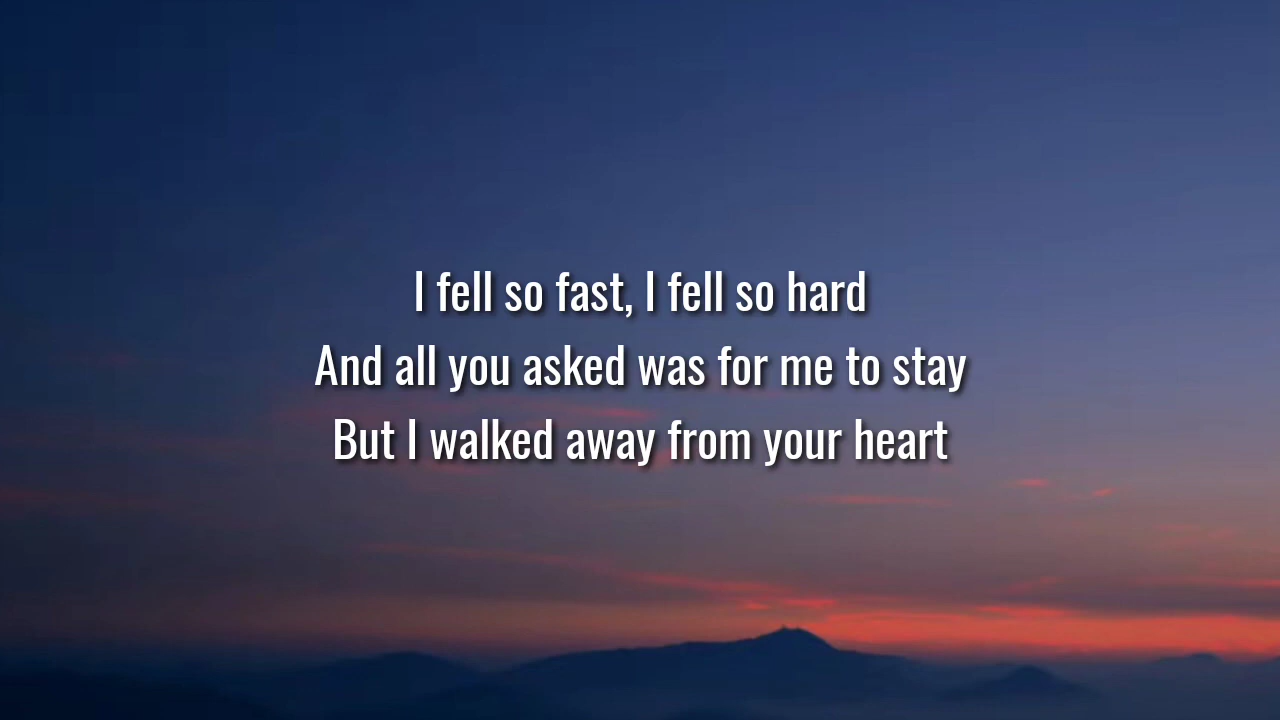 I fell so fast, I fell so hard
And all you asked was for me to stay
But I walked away from your heart